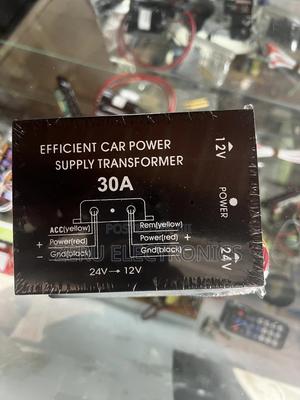 EFFICIENT CAR POWER
SUPPLY TRANSFORMER
30A
ACC(yellow)
Rem(yellow)
+ Power(red)
Power(red) +
- Gnd(black)
Gnd(black) -
24V→12V
12V
POWER
24V
ELECTRONICS